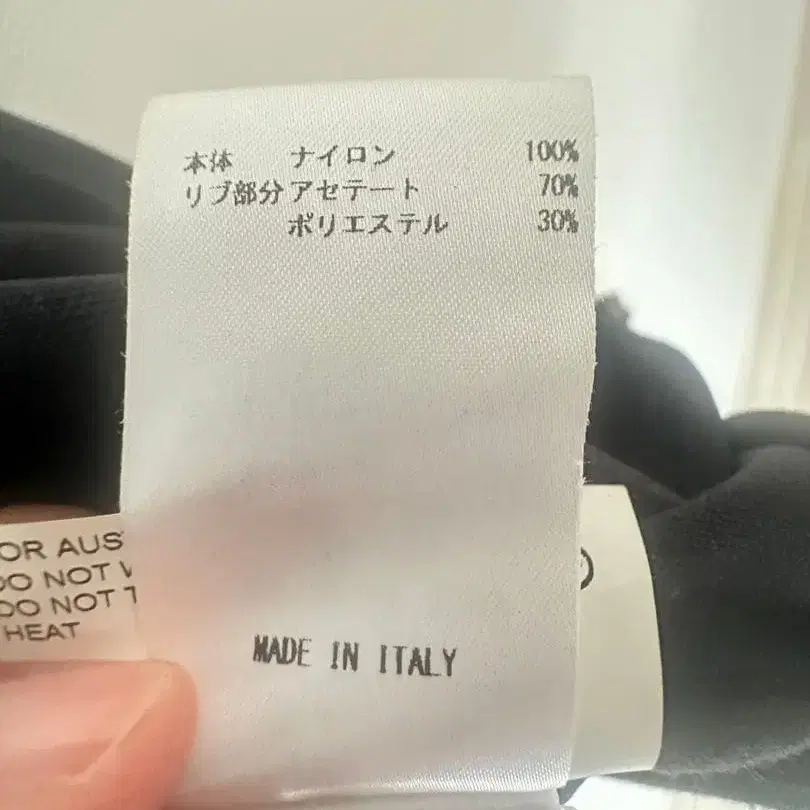 本体 ナイロン 100%
リブ部分 アセテート 70%
ポリエステル 30%
OR AUS
DO NOT
DO NOT
HEAT
MADE IN ITALY